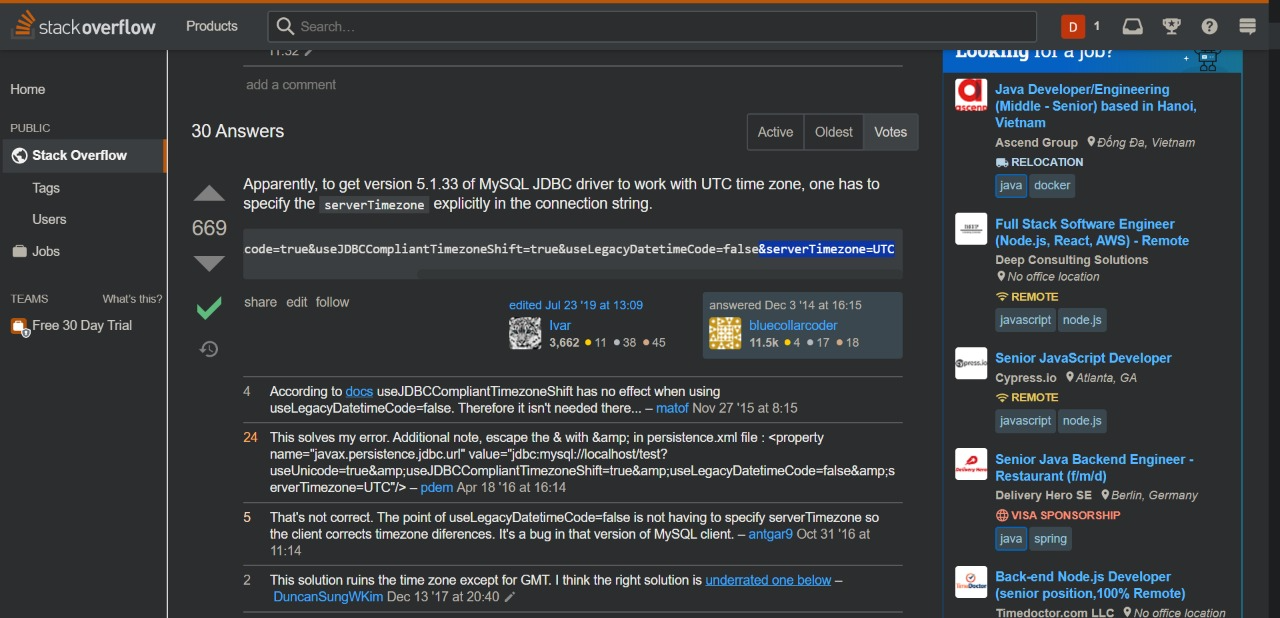 stackoverflow
Products
Search...
D 1
Home
PUBLIC
Stack Overflow
Tags
Users
Jobs
TEAMS What's this?
Free 30 Day Trial
11:32
add a comment
30 Answers
Active Oldest Votes
669
Apparently, to get version 5.1.33 of MySQL JDBC driver to work with UTC time zone, one has to
specify the serverTimezone explicitly in the connection string.
code=true&useJDBCCompliantTimezoneShift=true&useLegacyDatetimeCode=false&serverTimezone=UTC
share edit follow
edited Jul 23 '19 at 13:09
Ivar
3,662 11 38 45
answered Dec 3 '14 at 16:15
bluecollarcoder
11.5k 4 17 18
4 According to docs useJDBCCompliantTimezoneShift has no effect when using
useLegacyDatetimeCode=false. Therefore it isn't needed there... – matof Nov 27 '15 at 8:15
24 This solves my error. Additional note, escape the & with &amp; in persistence.xml file : <property
name="javax.persistence.jdbc.url" value="jdbc:mysql://localhost/test?
useUnicode=true&amp;useJDBCCompliantTimezoneShift=true&amp;useLegacyDatetimeCode=false&amp;s
erverTimezone=UTC"/> – pdem Apr 18 '16 at 16:14
5 That's not correct. The point of useLegacyDatetimeCode=false is not having to specify serverTimezone so
the client corrects timezone diferences. It's a bug in that version of MySQL client. – antgar9 Oct 31 '16 at
11:14
2 This solution ruins the time zone except for GMT. I think the right solution is underrated one below –
DuncanSungWKim Dec 13 '17 at 20:40
Looking for a job?
ascend
Java Developer/Engineering
(Middle - Senior) based in Hanoi,
Vietnam
Ascend Group Đống Đa, Vietnam
RELOCATION
java docker
DEEP
Full Stack Software Engineer
(Node.js, React, AWS) - Remote
Deep Consulting Solutions
No office location
REMOTE
javascript node.js
cypress.io
Senior JavaScript Developer
Cypress.io Atlanta, GA
REMOTE
javascript node.js
Delivery Hero
Senior Java Backend Engineer -
Restaurant (f/m/d)
Delivery Hero SE Berlin, Germany
VISA SPONSORSHIP
java spring
TimeDoctor
Back-end Node.js Developer
(senior position,100% Remote)
Timedoctor.com LLC No office location